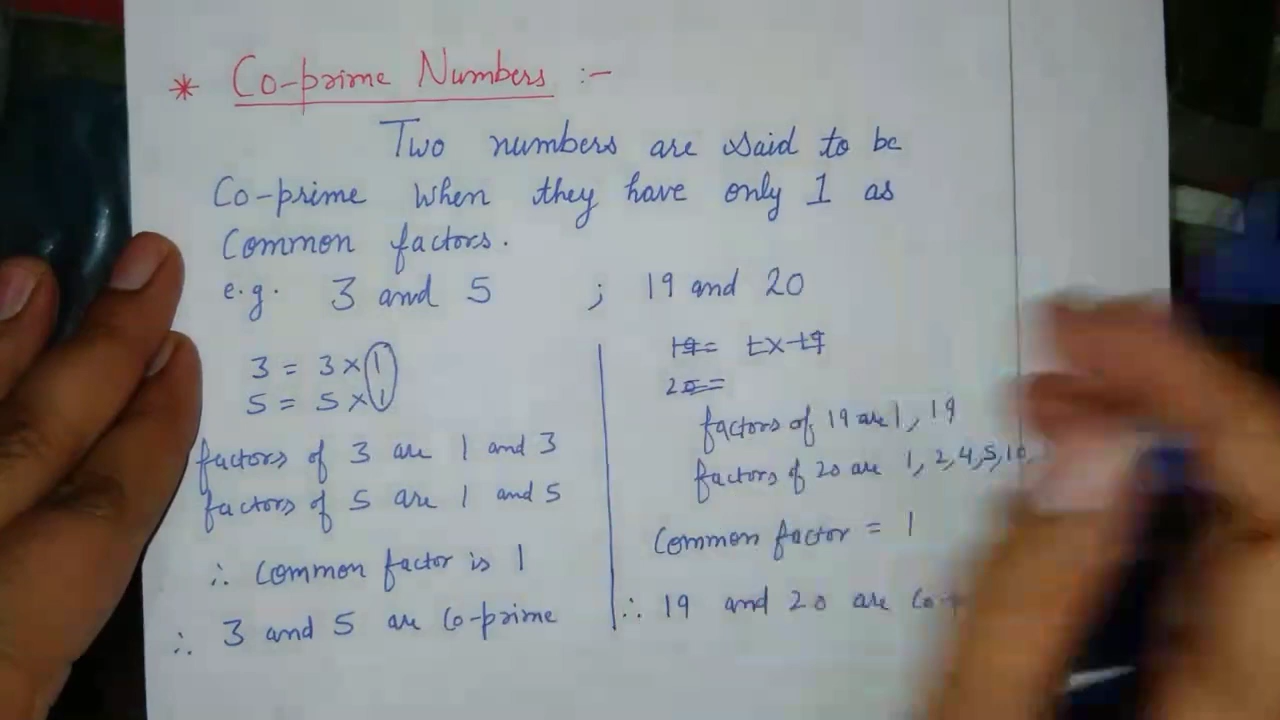 * Co-prime Numbers :-
Two numbers are said to be
Co-prime when they have only 1 as
Common factors.
e.g. 3 and 5 ; 19 and 20
3 = 3 × 1
5 = 5 × 1
factors of 3 are 1 and 3
factors of 5 are 1 and 5
∴ Common factor is 1
∴ 3 and 5 are Co-prime
19 = 1 × 19
20 =
factors of 19 are 1, 19
factors of 20 are 1, 2, 4, 5, 10,
Common factor = 1
∴ 19 and 20 are